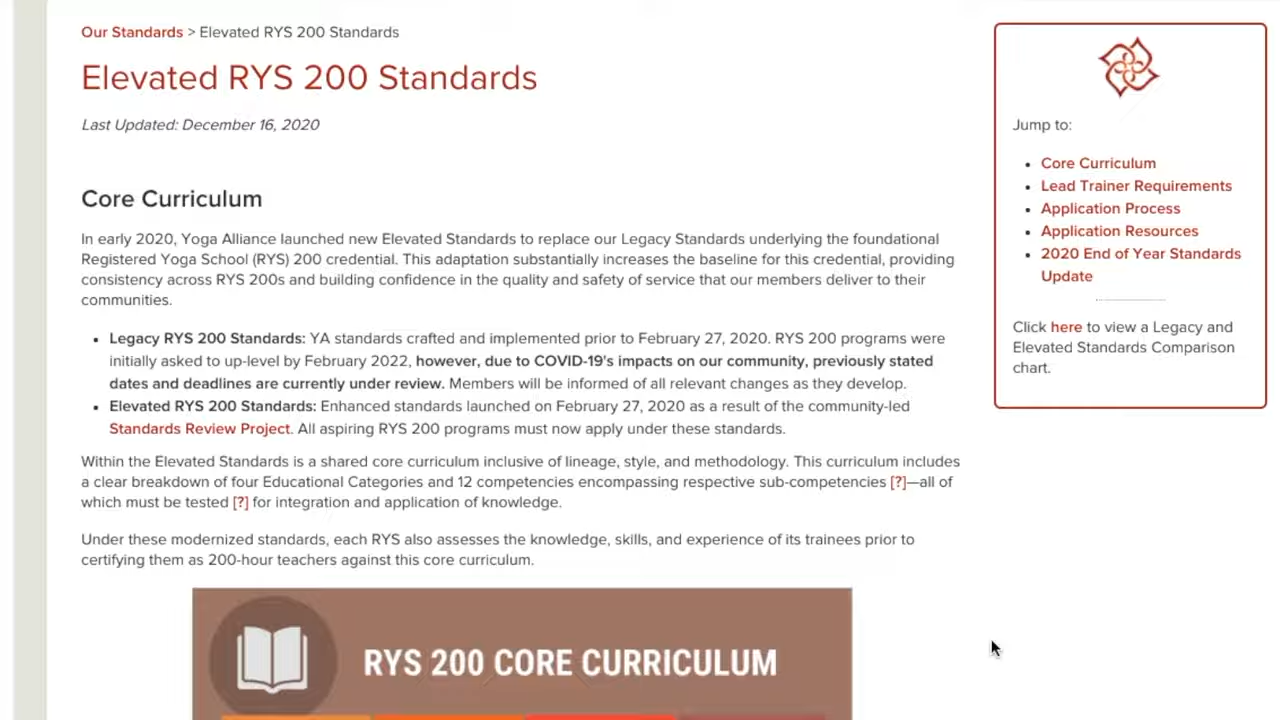 Our Standards > Elevated RYS 200 Standards
Elevated RYS 200 Standards
Last Updated: December 16, 2020
Core Curriculum
In early 2020, Yoga Alliance launched new Elevated Standards to replace our Legacy Standards underlying the foundational
Registered Yoga School (RYS) 200 credential. This adaptation substantially increases the baseline for this credential, providing
consistency across RYS 200s and building confidence in the quality and safety of service that our members deliver to their
communities.
• Legacy RYS 200 Standards: YA standards crafted and implemented prior to February 27, 2020. RYS 200 programs were
initially asked to up-level by February 2022, however, due to COVID-19's impacts on our community, previously stated
dates and deadlines are currently under review. Members will be informed of all relevant changes as they develop.
• Elevated RYS 200 Standards: Enhanced standards launched on February 27, 2020 as a result of the community-led
Standards Review Project. All aspiring RYS 200 programs must now apply under these standards.
Within the Elevated Standards is a shared core curriculum inclusive of lineage, style, and methodology. This curriculum includes
a clear breakdown of four Educational Categories and 12 competencies encompassing respective sub-competencies [?]—all of
which must be tested [?] for integration and application of knowledge.
Under these modernized standards, each RYS also assesses the knowledge, skills, and experience of its trainees prior to
certifying them as 200-hour teachers against this core curriculum.
RYS 200 CORE CURRICULUM
Jump to:
• Core Curriculum
• Lead Trainer Requirements
• Application Process
• Application Resources
• 2020 End of Year Standards
Update
Click here to view a Legacy and
Elevated Standards Comparison
chart.